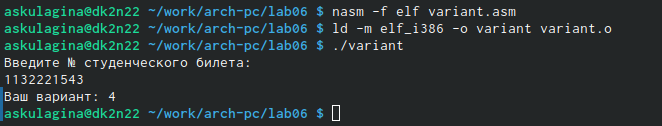 askulagina@dk2n22 ~/work/arch-pc/lab06 $ nasm -f elf variant.asm
askulagina@dk2n22 ~/work/arch-pc/lab06 $ ld -m elf_i386 -o variant variant.o
askulagina@dk2n22 ~/work/arch-pc/lab06 $ ./variant
Введите № студенческого билета:
1132221543
Ваш вариант: 4
askulagina@dk2n22 ~/work/arch-pc/lab06 $